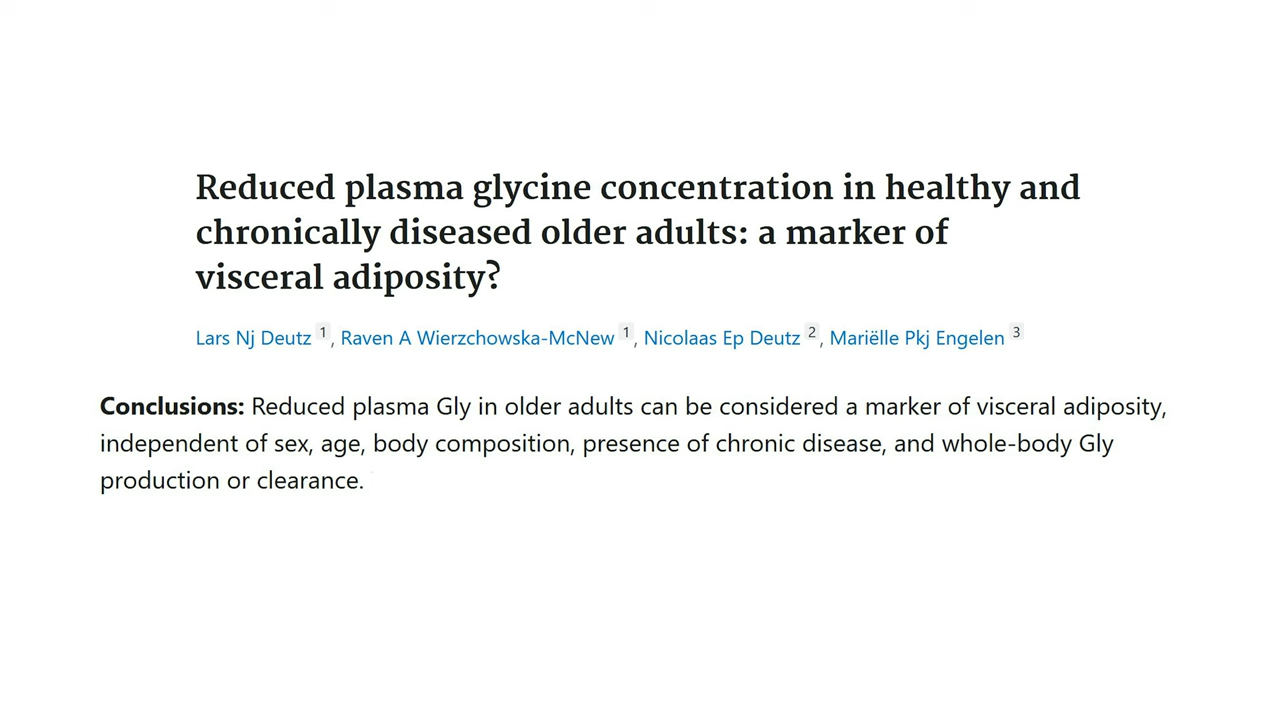 Reduced plasma glycine concentration in healthy and
chronically diseased older adults: a marker of
visceral adiposity?
Lars Nj Deutz 1, Raven A Wierzchowska-McNew 1, Nicolaas Ep Deutz 2, Mariëlle Pkj Engelen 3
Conclusions: Reduced plasma Gly in older adults can be considered a marker of visceral adiposity,
independent of sex, age, body composition, presence of chronic disease, and whole-body Gly
production or clearance.